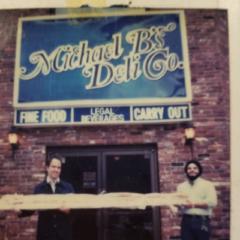 Michael B's
Deli Co.
FINE FOOD
LEGAL
BEVERAGES
CARRY OUT